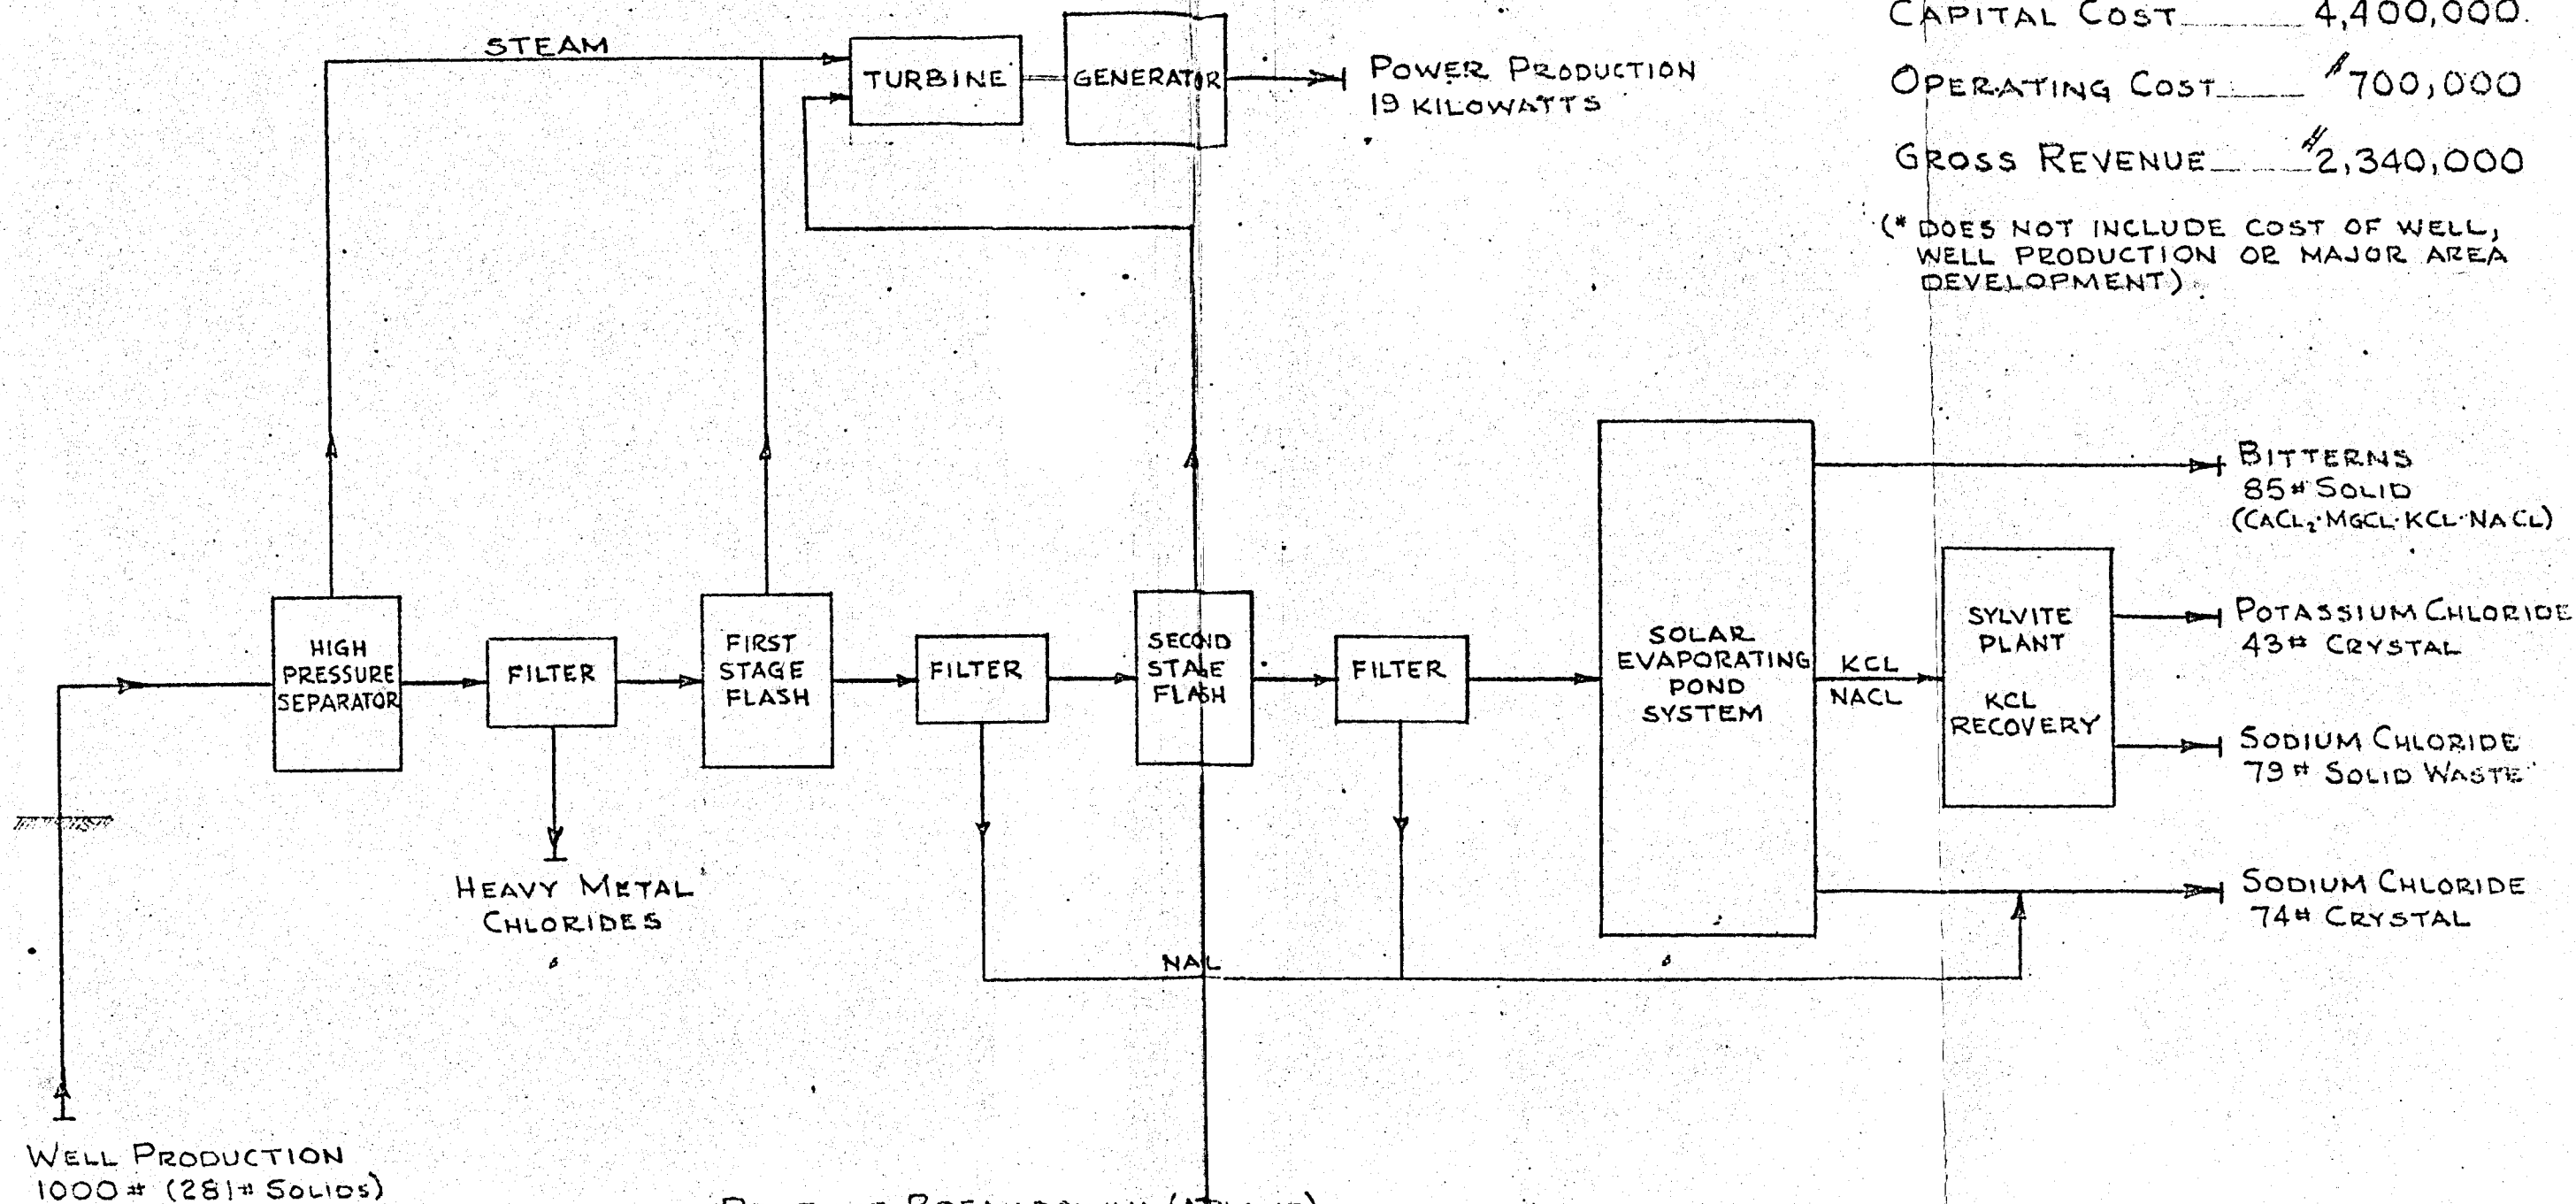 CAPITAL COST 4,400,000.
OPERATING COST $700,000
GROSS REVENUE $2,340,000
(* DOES NOT INCLUDE COST OF WELL,
WELL PRODUCTION OR MAJOR AREA
DEVELOPMENT)
STEAM
TURBINE
GENERATOR
POWER PRODUCTION
19 KILOWATTS
HIGH
PRESSURE
SEPARATOR
FILTER
FIRST
STAGE
FLASH
FILTER
SECOND
STAGE
FLASH
FILTER
SOLAR
EVAPORATING
POND
SYSTEM
KCL
NACL
SYLVITE
PLANT
KCL
RECOVERY
BITTERNS
85# SOLID
(CACL₂·MGCL·KCL·NACL)
POTASSIUM CHLORIDE
43# CRYSTAL
SODIUM CHLORIDE
79# SOLID WASTE
SODIUM CHLORIDE
74# CRYSTAL
HEAVY METAL
CHLORIDES
WELL PRODUCTION
1000# (281# SOLIDS)